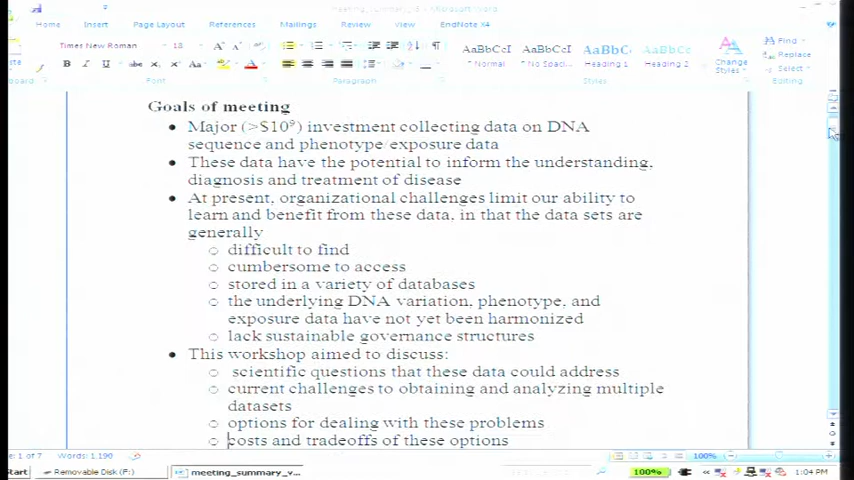 Home Insert Page Layout References Mailings Review View EndNote X4
Times New Roman 18
AaBbCcI AaBbCcI AaBbC AaBbCcI
Normal No Spaci... Heading 1 Heading 2
Change Styles
Find
Replace
Select
Font Paragraph Styles Editing
Goals of meeting
• Major (>$10⁹) investment collecting data on DNA
sequence and phenotype/exposure data
• These data have the potential to inform the understanding,
diagnosis and treatment of disease
• At present, organizational challenges limit our ability to
learn and benefit from these data, in that the data sets are
generally
○ difficult to find
○ cumbersome to access
○ stored in a variety of databases
○ the underlying DNA variation, phenotype, and
exposure data have not yet been harmonized
○ lack sustainable governance structures
• This workshop aimed to discuss:
○ scientific questions that these data could address
○ current challenges to obtaining and analyzing multiple
datasets
○ options for dealing with these problems
○ costs and tradeoffs of these options
e: 1 of 7 Words: 1,190 100%
Start Removable Disk (F:) meeting_summary_v... 100% 1:04 PM